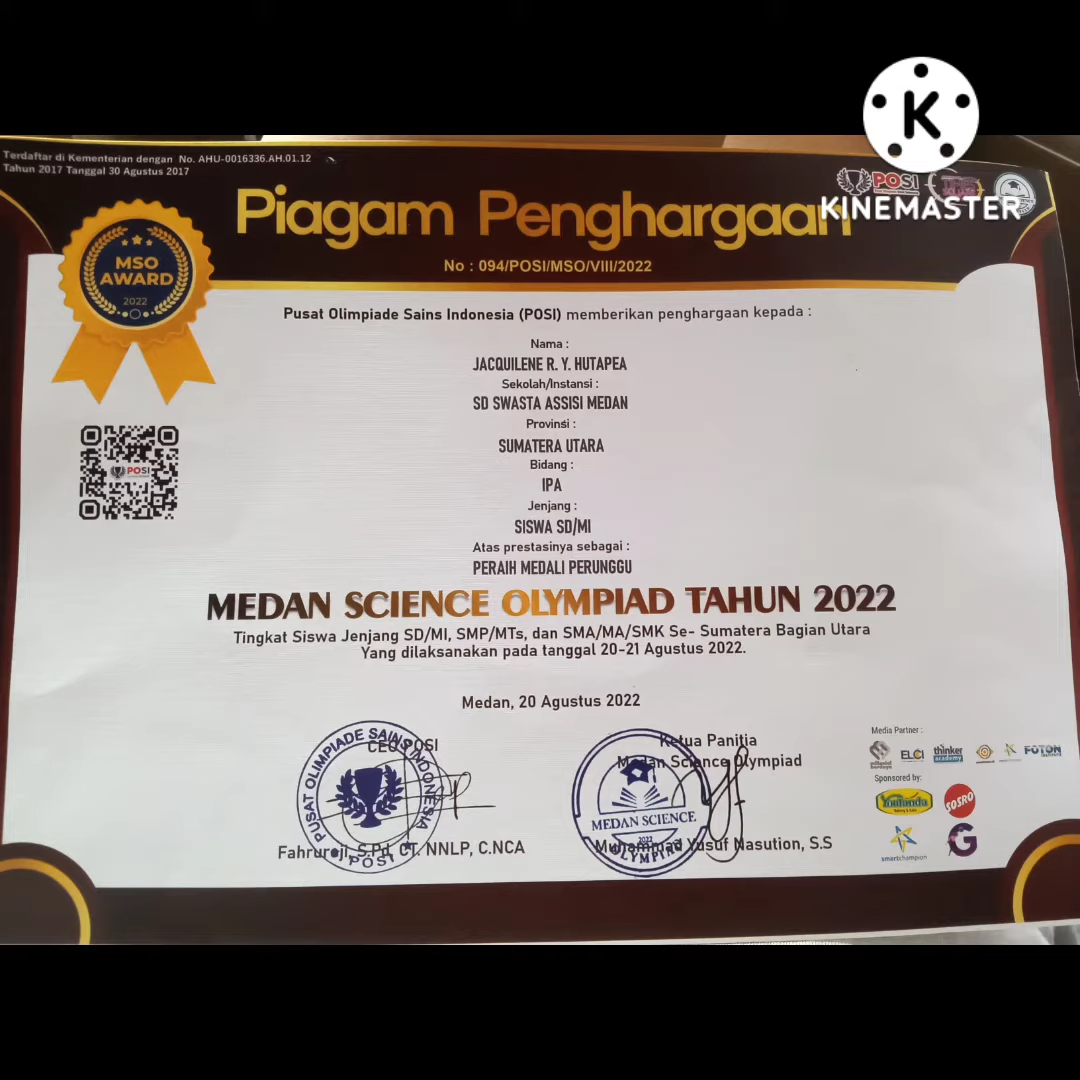 KINEMASTER
Terdaftar di Kementerian dengan No. AHU-0016336.AH.01.12
Tahun 2017 Tanggal 30 Agustus 2017
POSI
Piagam Penghargaan
No : 094/POSI/MSO/VIII/2022
MSO
AWARD
2022
Pusat Olimpiade Sains Indonesia (POSI) memberikan penghargaan kepada :
Nama :
JACQUILENE R. Y. HUTAPEA
Sekolah/Instansi :
SD SWASTA ASSISI MEDAN
Provinsi :
SUMATERA UTARA
Bidang :
IPA
Jenjang :
SISWA SD/MI
Atas prestasinya sebagai :
PERAIH MEDALI PERUNGGU
POSI
MEDAN SCIENCE OLYMPIAD TAHUN 2022
Tingkat Siswa Jenjang SD/MI, SMP/MTs, dan SMA/MA/SMK Se- Sumatera Bagian Utara
Yang dilaksanakan pada tanggal 20-21 Agustus 2022.
Medan, 20 Agustus 2022
CEO POSI
PUSAT OLIMPIADE SAINS INDONESIA
POSI
Fahruroji, S.Pd, CT. NNLP, C.NCA
Ketua Panitia
Medan Science Olympiad
MEDAN SCIENCE
2022
OLYMPIAD
Muhammad Yusuf Nasution, S.S
Media Partner :
ELCI
thinker
academy
FOTON
Sponsored by:
Youlanda
SOSRO
smartchampion
G